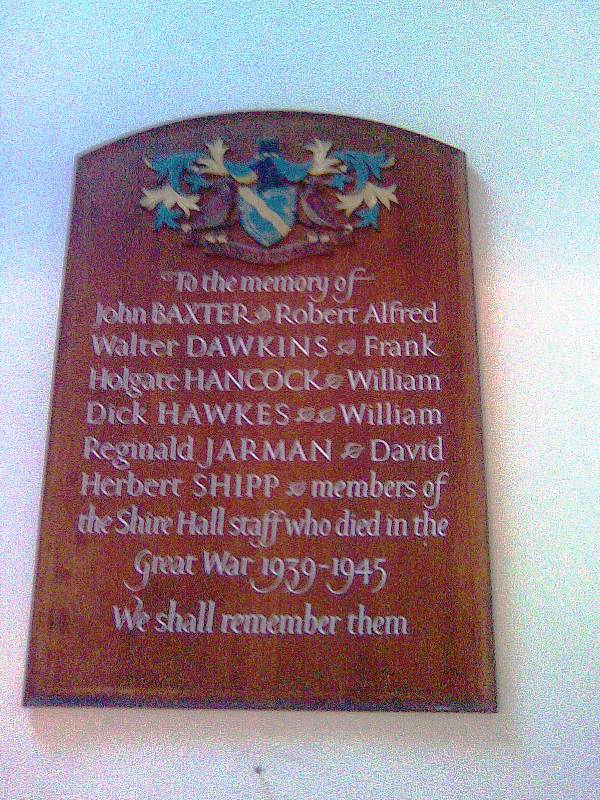 To the memory of
John BAXTER Robert Alfred
Walter DAWKINS Frank
Holgate HANCOCK William
Dick HAWKES William
Reginald JARMAN David
Herbert SHIPP members of
the Shire Hall staff who died in the
Great War 1939-1945
We shall remember them